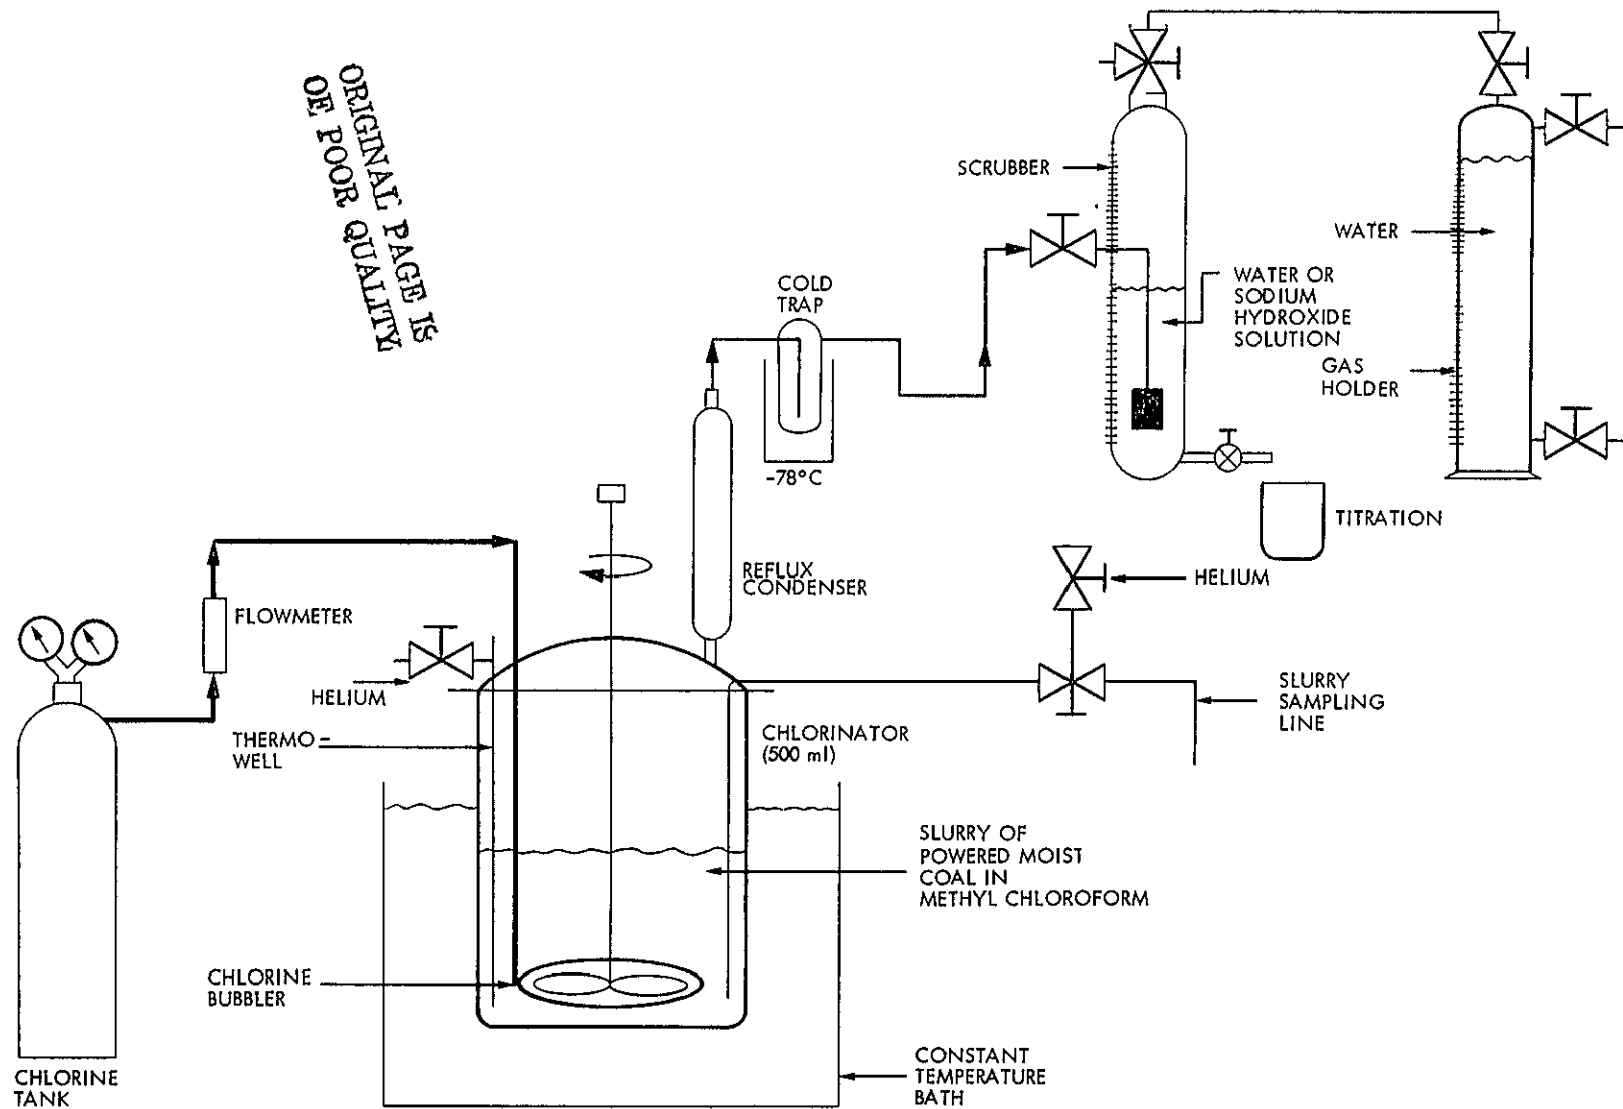 ORIGINAL PAGE IS
OF POOR QUALITY
SCRUBBER
WATER
COLD
TRAP
WATER OR
SODIUM
HYDROXIDE
SOLUTION
GAS
HOLDER
-78°C
TITRATION
REFLUX
CONDENSER
HELIUM
FLOWMETER
HELIUM
SLURRY
SAMPLING
LINE
THERMO-
WELL
CHLORINATOR
(500 ml)
SLURRY OF
POWERED MOIST
COAL IN
METHYL CHLOROFORM
CHLORINE
BUBBLER
CONSTANT
TEMPERATURE
BATH
CHLORINE
TANK